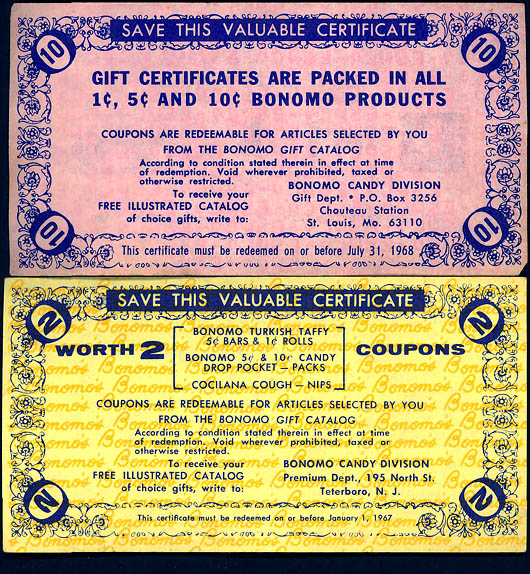 SAVE THIS VALUABLE CERTIFICATE
10 10
GIFT CERTIFICATES ARE PACKED IN ALL
1¢, 5¢ AND 10¢ BONOMO PRODUCTS
COUPONS ARE REDEEMABLE FOR ARTICLES SELECTED BY YOU
FROM THE BONOMO GIFT CATALOG
According to condition stated therein in effect at time
of redemption. Void wherever prohibited, taxed or
otherwise restricted.
To receive your
FREE ILLUSTRATED CATALOG
of choice gifts, write to:
BONOMO CANDY DIVISION
Gift Dept. • P.O. Box 3256
Chouteau Station
St. Louis, Mo. 63110
10 10
This certificate must be redeemed on or before July 31, 1968
SAVE THIS VALUABLE CERTIFICATE
2 2
WORTH 2
BONOMO TURKISH TAFFY
5¢ BARS & 1¢ ROLLS
BONOMO 5¢ & 10¢ CANDY
DROP POCKET — PACKS
COCILANA COUGH — NIPS
COUPONS
COUPONS ARE REDEEMABLE FOR ARTICLES SELECTED BY YOU
FROM THE BONOMO GIFT CATALOG
According to condition stated therein in effect at time
of redemption. Void wherever prohibited, taxed or
otherwise restricted.
To receive your
FREE ILLUSTRATED CATALOG
of choice gifts, write to:
BONOMO CANDY DIVISION
Premium Dept., 195 North St.
Teterboro, N. J.
2 2
This certificate must be redeemed on or before January 1, 1967
Bonomo's